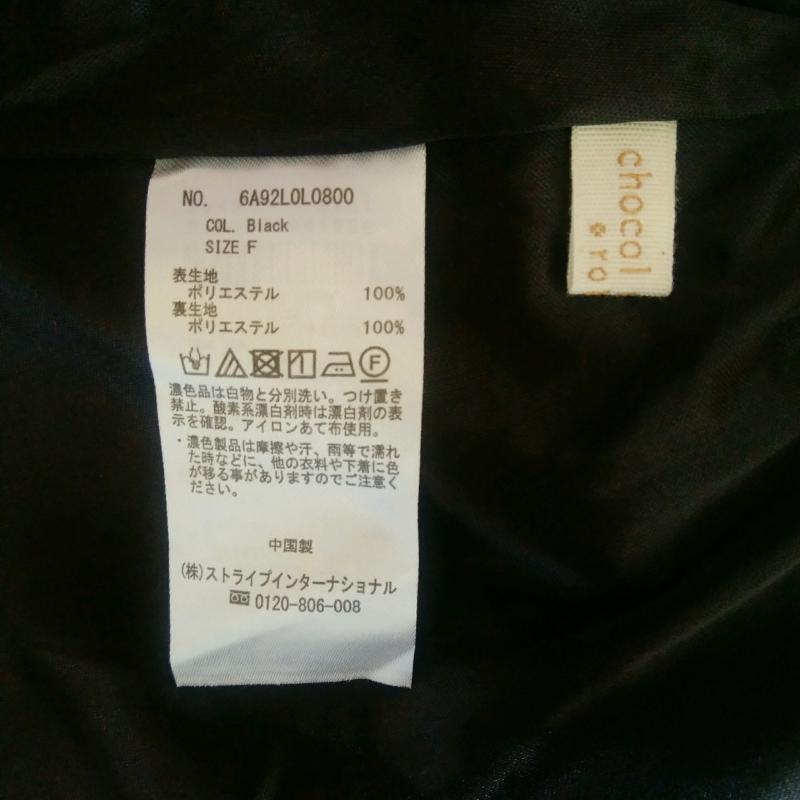 NO. 6A92L0L0800
COL. Black
SIZE F
表生地
ポリエステル 100%
裏生地
ポリエステル 100%
F
濃色品は白物と分別洗い。つけ置き
禁止。酸素系漂白剤時は漂白剤の表
示を確認。アイロンあて布使用。
・濃色製品は摩擦や汗、雨等で濡れ
た時などに、他の衣料や下着に色
が移る事がありますのでご注意く
ださい。
中国製
(株)ストライプインターナショナル
0120-806-008
chocol